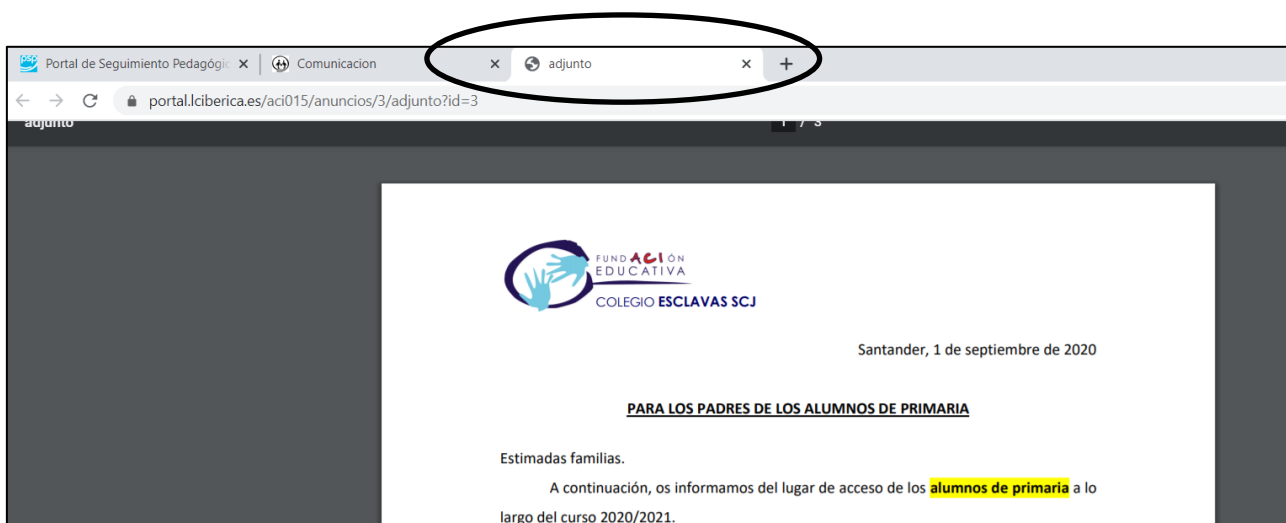 Portal de Seguimiento Pedagógic
Comunicacion
adjunto
portal.lciberica.es/aci015/anuncios/3/adjunto?id=3
adjunto
1 / 3
FUNDACIÓN
EDUCATIVA
COLEGIO ESCLAVAS SCJ
Santander, 1 de septiembre de 2020
PARA LOS PADRES DE LOS ALUMNOS DE PRIMARIA
Estimadas familias.
A continuación, os informamos del lugar de acceso de los alumnos de primaria a lo
largo del curso 2020/2021.